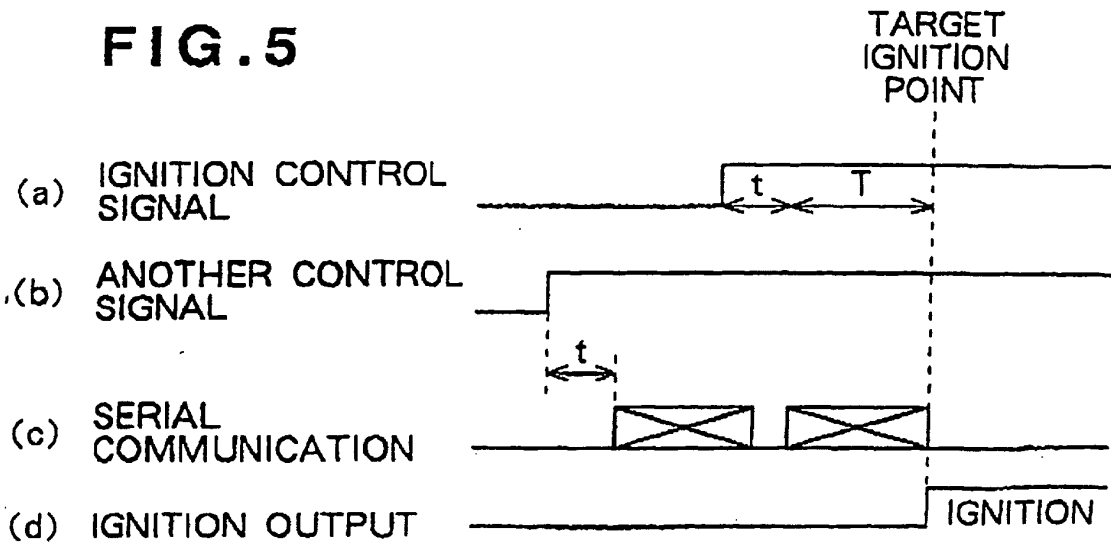 FIG.5
TARGET
IGNITION
POINT
(a) IGNITION CONTROL
SIGNAL
t
T
(b) ANOTHER CONTROL
SIGNAL
t
(c) SERIAL
COMMUNICATION
(d) IGNITION OUTPUT
IGNITION